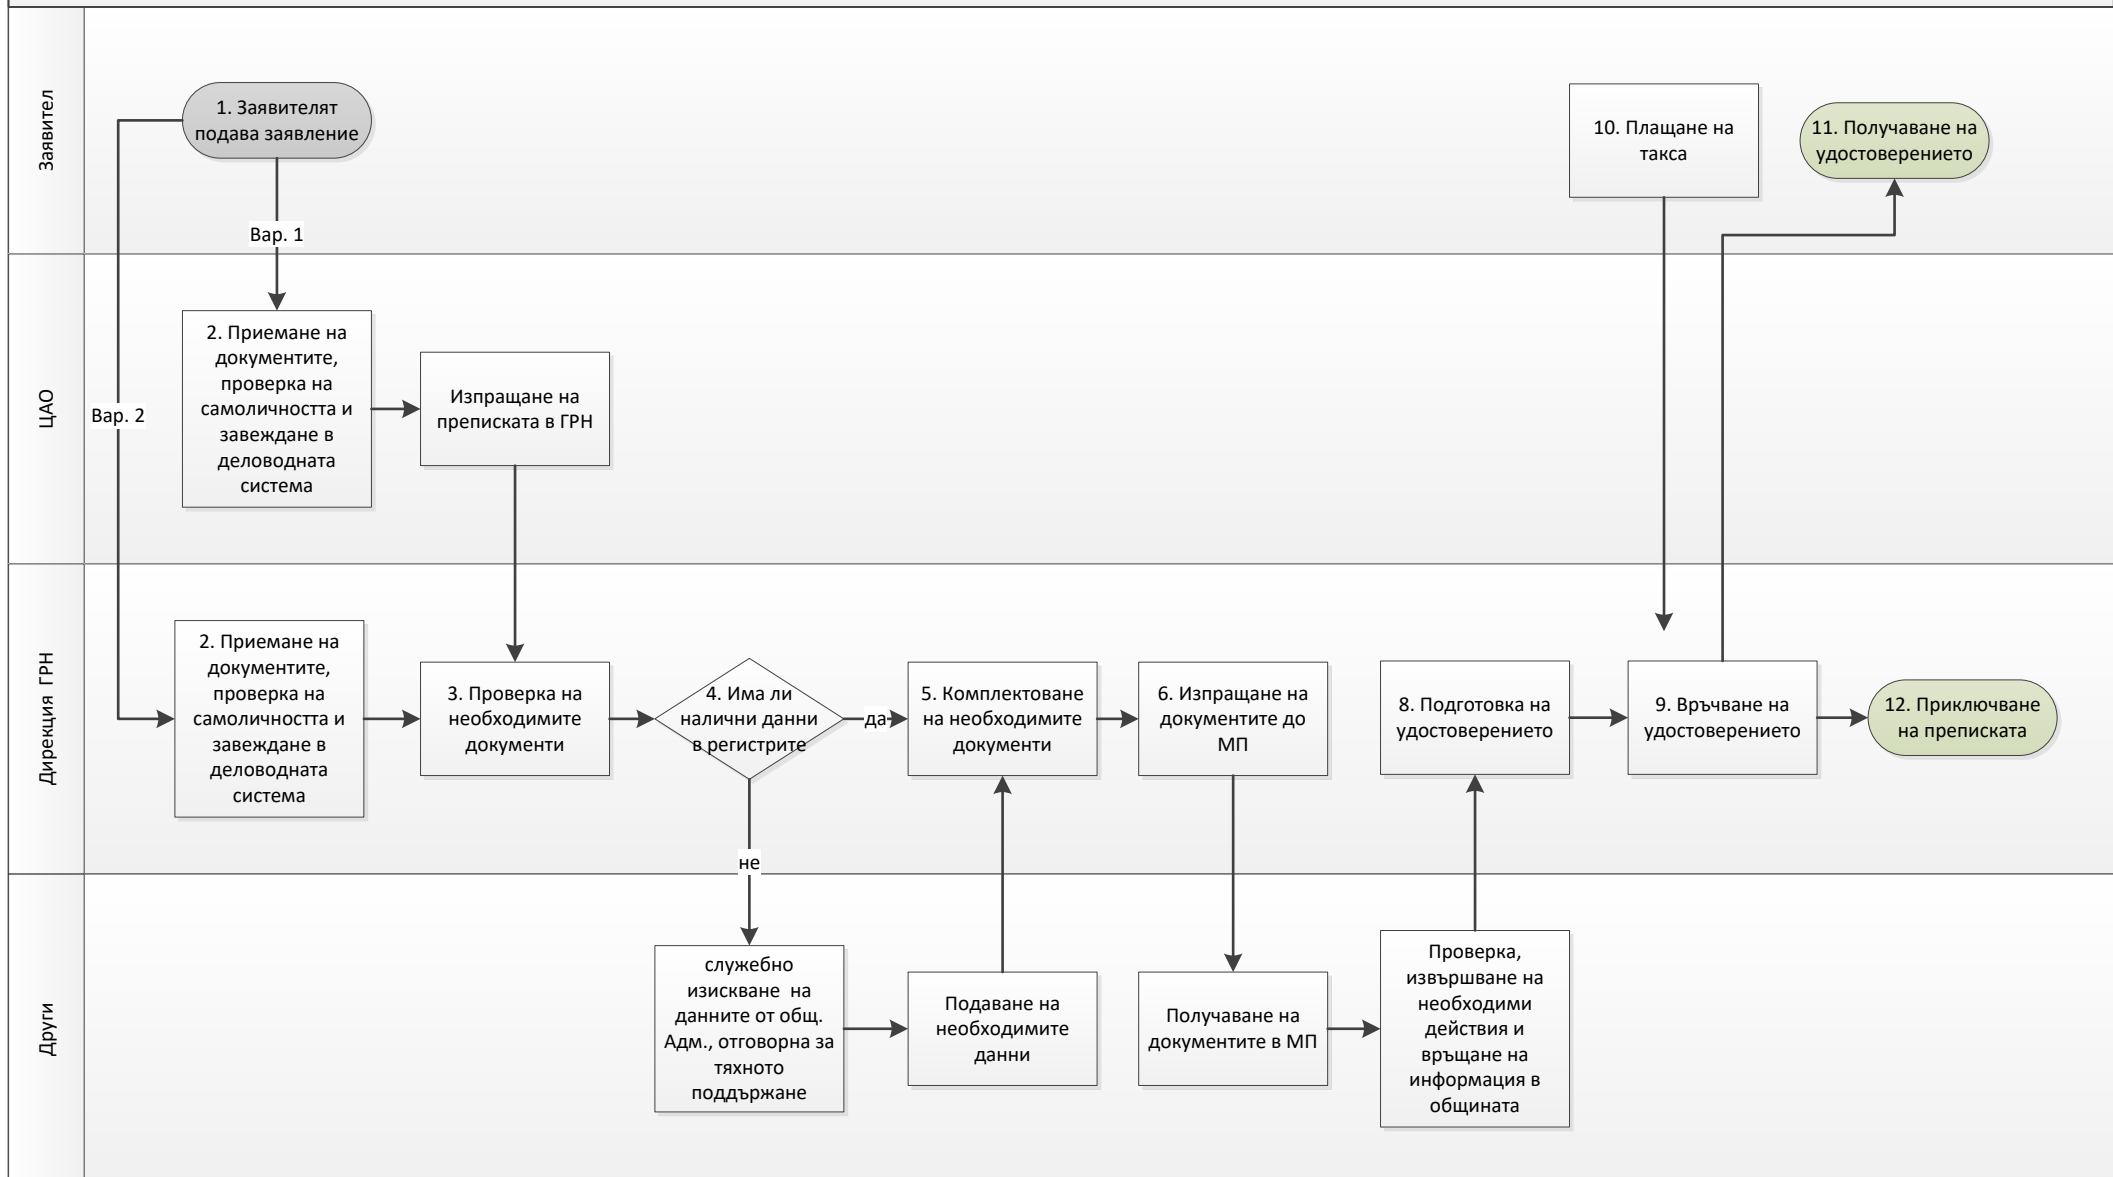 Заявител
1. Заявителят
подава заявление
10. Плащане на
такса
11. Получаване на
удостоверението
Вар. 1
ЦАО
Вар. 2
2. Приемане на
документите,
проверка на
самоличността и
завеждане в
деловодната
система
Изпращане на
преписката в ГРН
Дирекция ГРН
2. Приемане на
документите,
проверка на
самоличността и
завеждане в
деловодната
система
3. Проверка на
необходимите
документи
4. Има ли
налични данни
в регистрите
да
5. Комплектоване
на необходимите
документи
6. Изпращане на
документите до
МП
8. Подготовка на
удостоверението
9. Връчване на
удостоверението
12. Приключване
на преписката
не
Други
служебно
изискване на
данните от общ.
Адм., отговорна за
тяхното
поддържане
Подаване на
необходимите
данни
Получаване на
документите в МП
Проверка,
извършване на
необходими
действия и
връщане на
информация в
общината